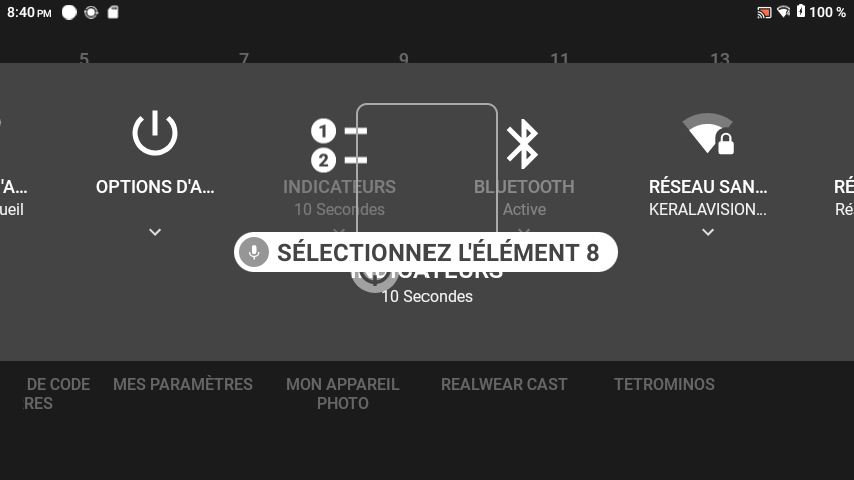 8:40 PM
100 %
5 7 9 11 13
'A... OPTIONS D'A... INDICATEURS BLUETOOTH RÉSEAU SAN... RÉ
ueil 10 Secondes Active KERALAVISION... Ré
1
2
SÉLECTIONNEZ L'ÉLÉMENT 8
INDICATEURS
10 Secondes
DE CODE MES PARAMÈTRES MON APPAREIL REALWEAR CAST TETROMINOS
RES PHOTO